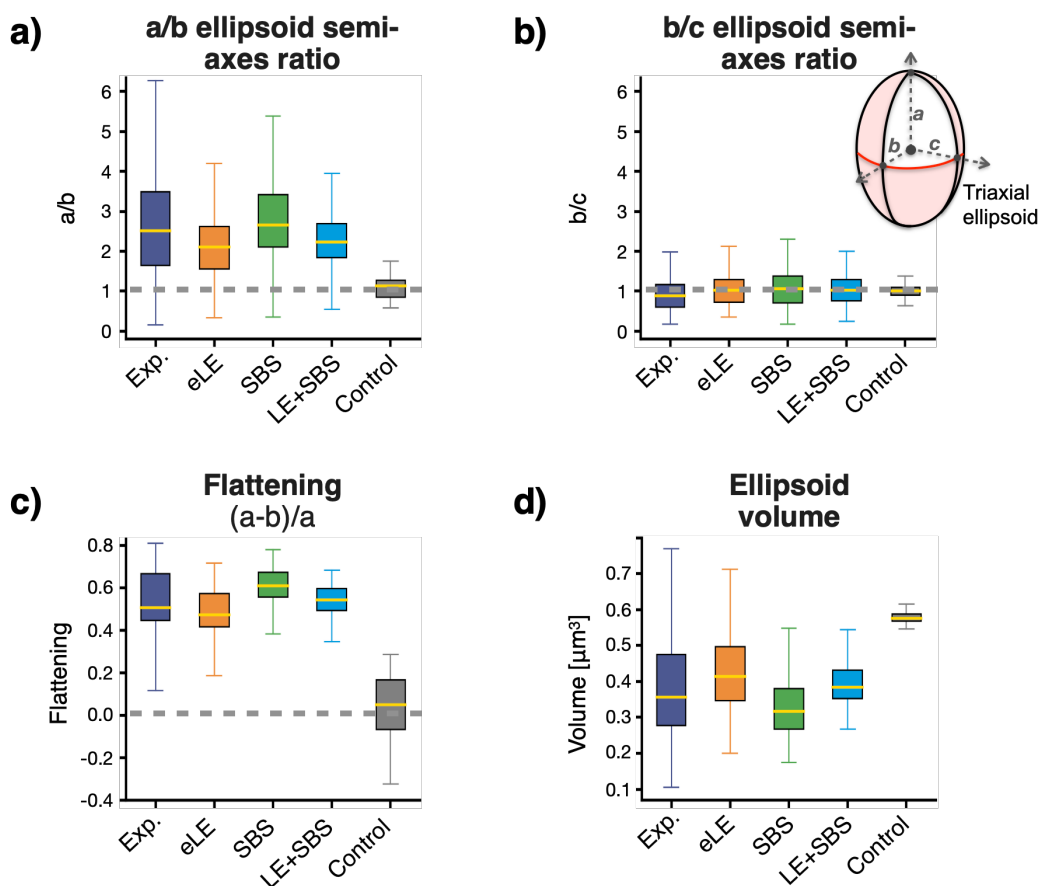 a)
a/b ellipsoid semi-
axes ratio
a/b
6
5
4
3
2
1
0
Exp.
eLE
SBS
LE+SBS
Control
b)
b/c ellipsoid semi-
axes ratio
b/c
6
5
4
3
2
1
0
Exp.
eLE
SBS
LE+SBS
Control
a
b
c
Triaxial
ellipsoid
c)
Flattening
(a-b)/a
Flattening
0.8
0.6
0.4
0.2
0.0
-0.2
-0.4
Exp.
eLE
SBS
LE+SBS
Control
d)
Ellipsoid
volume
Volume [µm³]
0.7
0.6
0.5
0.4
0.3
0.2
0.1
Exp.
eLE
SBS
LE+SBS
Control